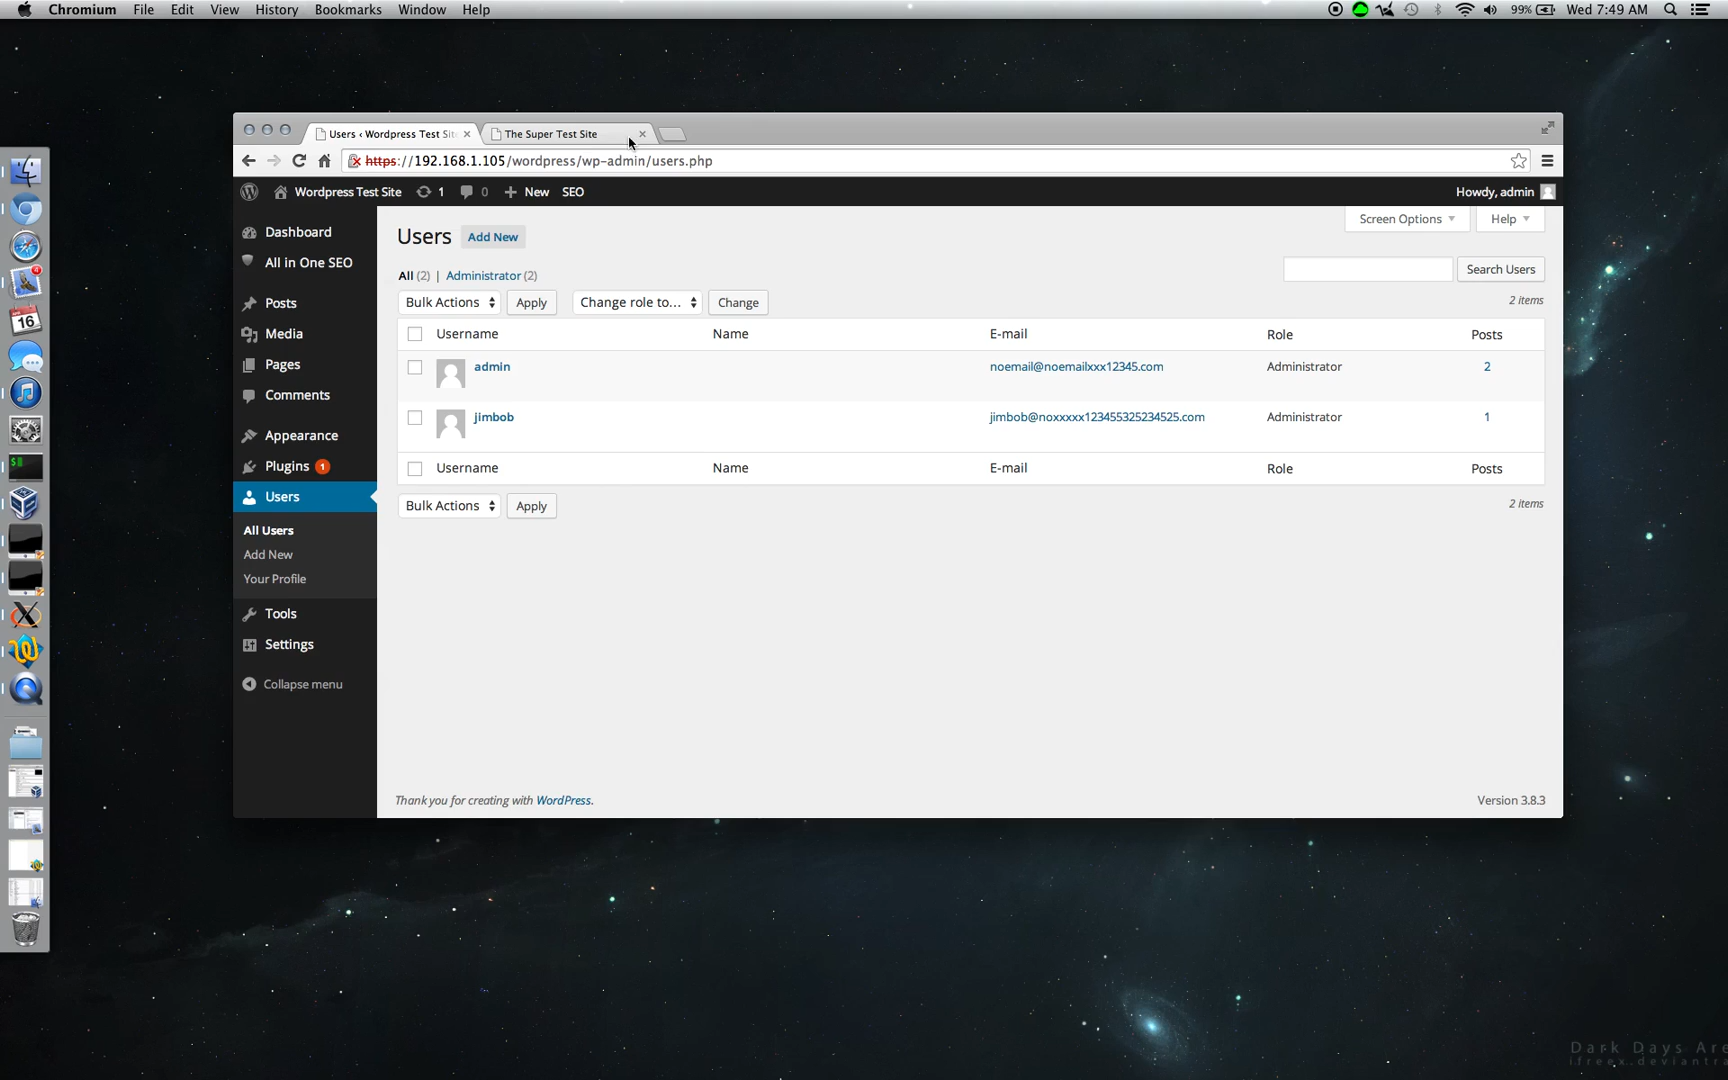 Chromium File Edit View History Bookmarks Window Help 99% Wed 7:49 AM
Users ‹ Wordpress Test Sit The Super Test Site
https://192.168.1.105/wordpress/wp-admin/users.php
Wordpress Test Site 1 0 New SEO Howdy, admin
Screen Options Help
Dashboard
All in One SEO
Posts
Media
Pages
Comments
Appearance
Plugins 1
Users
All Users
Add New
Your Profile
Tools
Settings
Collapse menu
Users Add New
All (2) | Administrator (2)
Search Users
Bulk Actions Apply Change role to... Change 2 items
Username Name E-mail Role Posts
admin noemail@noemailxxx12345.com Administrator 2
jimbob jimbob@noxxxxx123455325234525.com Administrator 1
Username Name E-mail Role Posts
Bulk Actions Apply 2 items
Thank you for creating with WordPress. Version 3.8.3
4
16
$
Dark Days Are